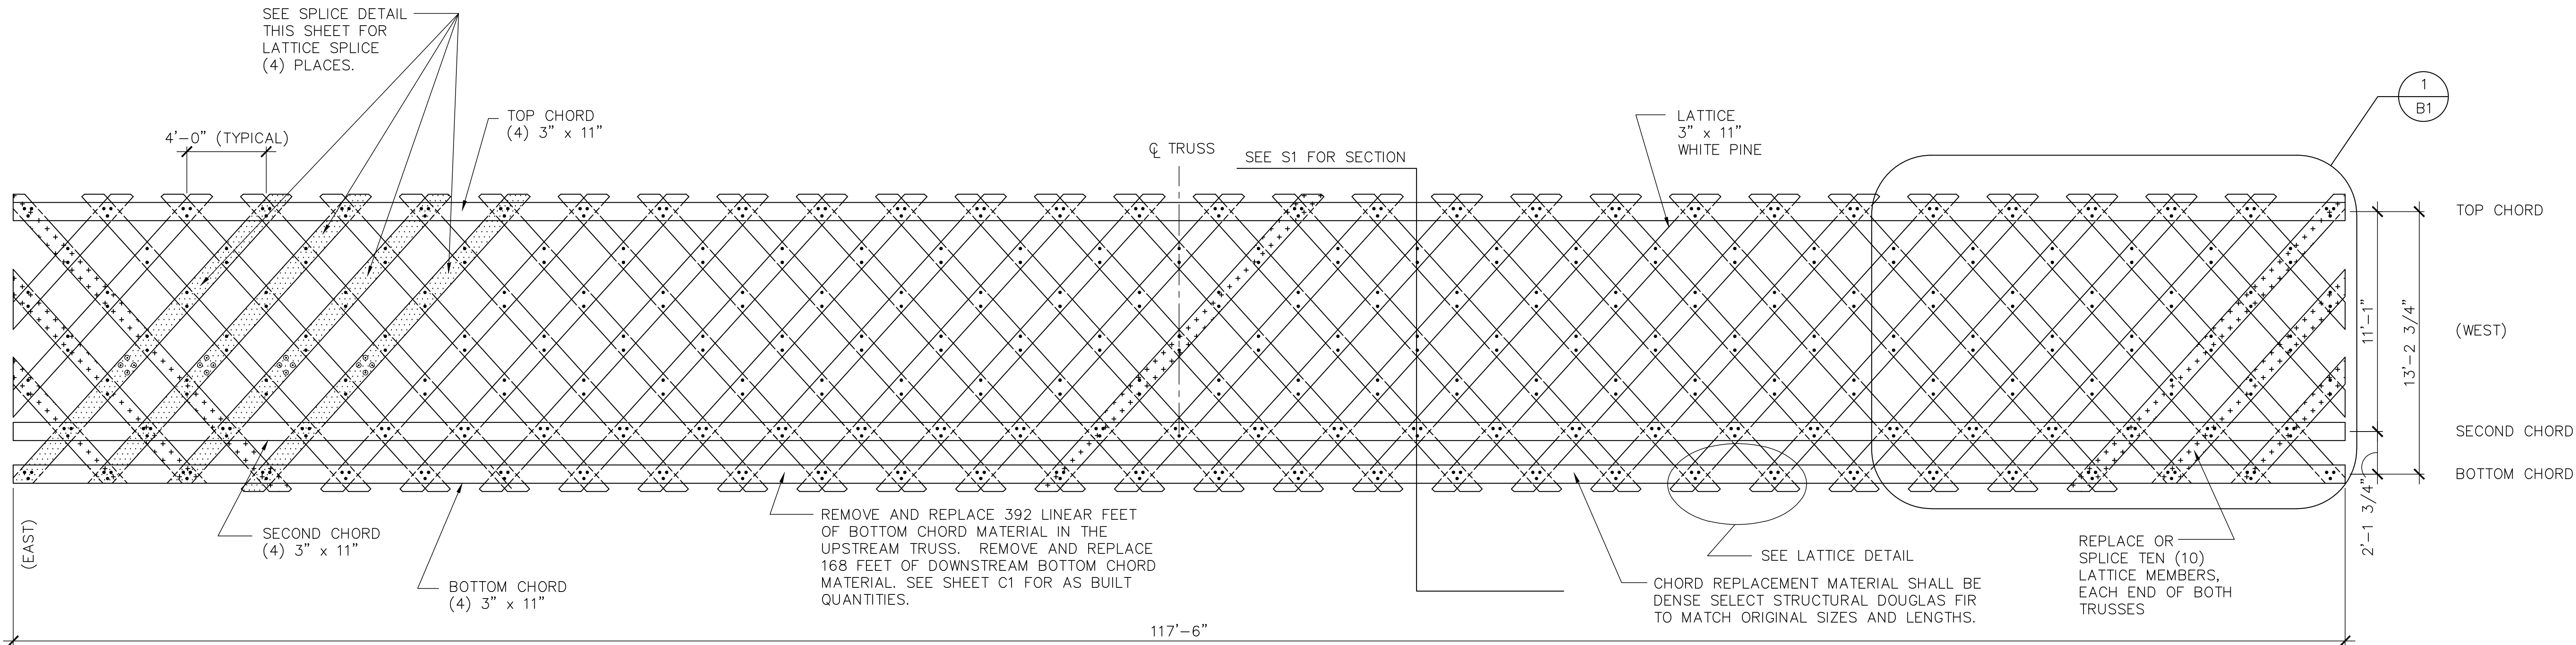 SEE SPLICE DETAIL
THIS SHEET FOR
LATTICE SPLICE
(4) PLACES.
1
B1
TOP CHORD
(4) 3" x 11"
4'-0" (TYPICAL)
LATTICE
3" x 11"
WHITE PINE
℄ TRUSS
SEE S1 FOR SECTION
TOP CHORD
11'-1"
13'-2 3/4"
(WEST)
SECOND CHORD
BOTTOM CHORD
2'-1 3/4"
(EAST)
SECOND CHORD
(4) 3" x 11"
BOTTOM CHORD
(4) 3" x 11"
REMOVE AND REPLACE 392 LINEAR FEET
OF BOTTOM CHORD MATERIAL IN THE
UPSTREAM TRUSS. REMOVE AND REPLACE
168 FEET OF DOWNSTREAM BOTTOM CHORD
MATERIAL. SEE SHEET C1 FOR AS BUILT
QUANTITIES.
SEE LATTICE DETAIL
CHORD REPLACEMENT MATERIAL SHALL BE
DENSE SELECT STRUCTURAL DOUGLAS FIR
TO MATCH ORIGINAL SIZES AND LENGTHS.
REPLACE OR
SPLICE TEN (10)
LATTICE MEMBERS,
EACH END OF BOTH
TRUSSES
117'-6"